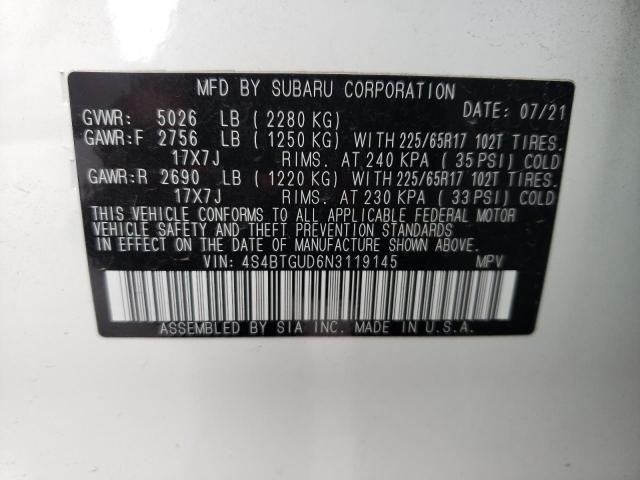 MFD BY SUBARU CORPORATION
GVWR: 5026 LB (2280 KG) DATE: 07/21
GAWR:F 2756 LB (1250 KG) WITH 225/65R17 102T TIRES.
17X7J RIMS. AT 240 KPA (35 PSI) COLD
GAWR:R 2690 LB (1220 KG) WITH 225/65R17 102T TIRES.
17X7J RIMS. AT 230 KPA (33 PSI) COLD
THIS VEHICLE CONFORMS TO ALL APPLICABLE FEDERAL MOTOR
VEHICLE SAFETY AND THEFT PREVENTION STANDARDS
IN EFFECT ON THE DATE OF MANUFACTURE SHOWN ABOVE.
VIN: 4S4BTGUD6N3119145 MPV
ASSEMBLED BY SIA INC. MADE IN U.S.A.